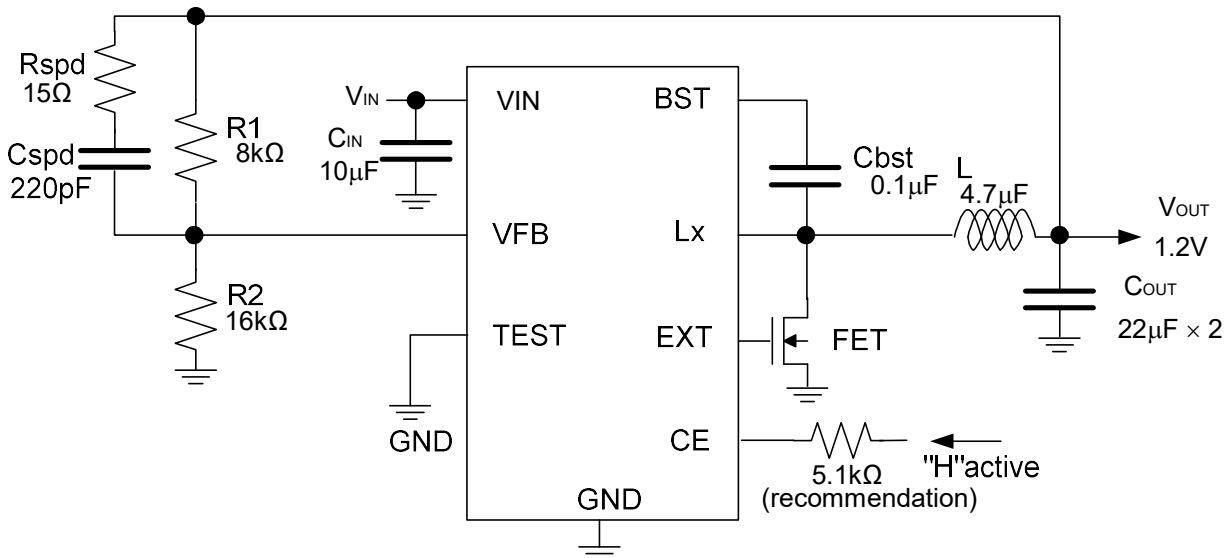 Rspd
15Ω
Cspd
220pF
R1
8kΩ
R2
16kΩ
VIN
CIN
10μF
VIN
VFB
TEST
GND
BST
Lx
EXT
CE
GND
Cbst
0.1μF
L
4.7μF
VOUT
1.2V
COUT
22μF × 2
FET
5.1kΩ
(recommendation)
"H"active